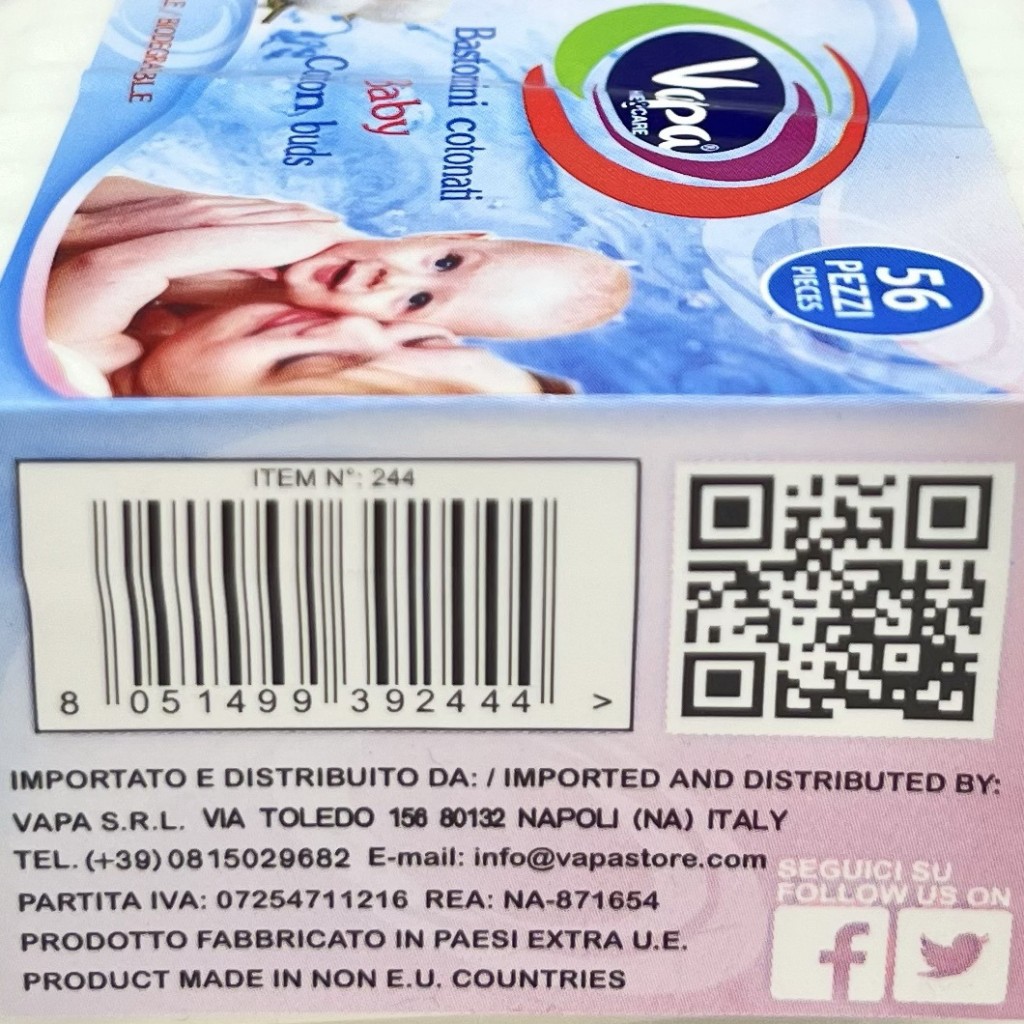 Vapa®
56
PEZZI
PIECES
Bastoncini cotonati
Baby
Cotton buds
BIODEGRABLE
ITEM N°: 244
8 051499 392444 >
IMPORTATO E DISTRIBUITO DA: / IMPORTED AND DISTRIBUTED BY:
VAPA S.R.L. VIA TOLEDO 156 80132 NAPOLI (NA) ITALY
TEL. (+39) 0815029682 E-mail: info@vapastore.com
PARTITA IVA: 07254711216 REA: NA-871654
PRODOTTO FABBRICATO IN PAESI EXTRA U.E.
PRODUCT MADE IN NON E.U. COUNTRIES
SEGUICI SU
FOLLOW US ON